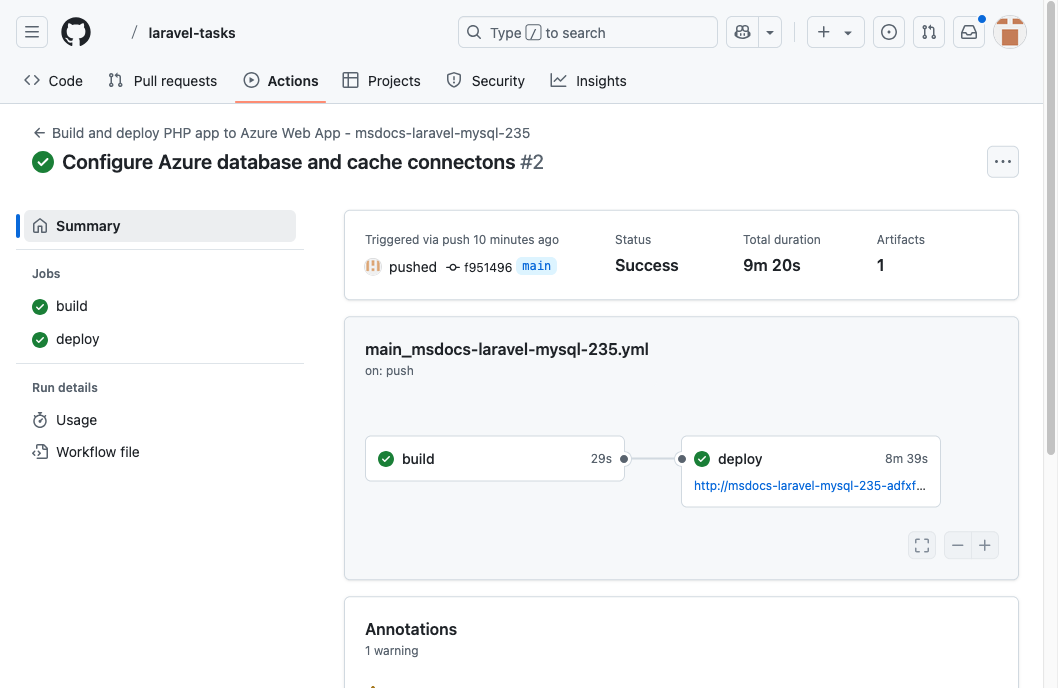 / laravel-tasks
Type / to search
Code
Pull requests
Actions
Projects
Security
Insights
Build and deploy PHP app to Azure Web App - msdocs-laravel-mysql-235
Configure Azure database and cache connectons #2
Summary
Jobs
build
deploy
Run details
Usage
Workflow file
Triggered via push 10 minutes ago
pushed f951496 main
Status
Success
Total duration
9m 20s
Artifacts
1
main_msdocs-laravel-mysql-235.yml
on: push
build 29s
deploy 8m 39s
http://msdocs-laravel-mysql-235-adfxf...
Annotations
1 warning